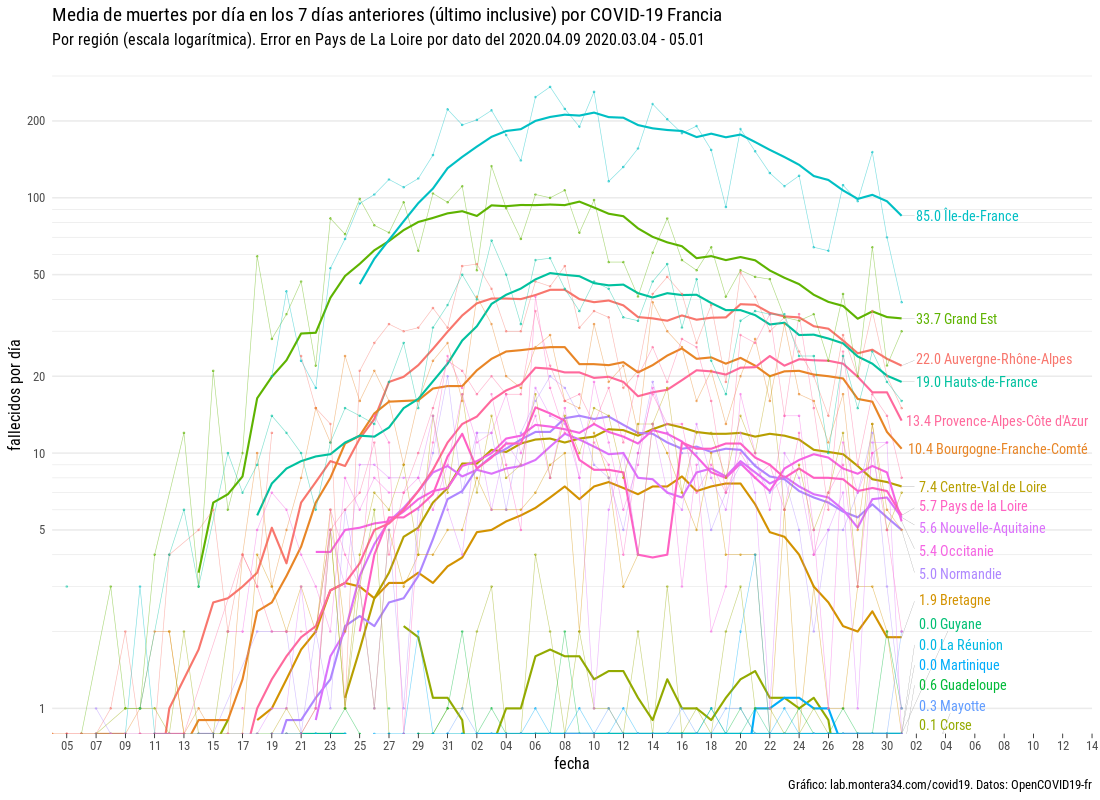 Media de muertes por día en los 7 días anteriores (último inclusive) por COVID-19 Francia
Por región (escala logarítmica). Error en Pays de La Loire por dato del 2020.04.09 2020.03.04 - 05.01
200
100
50
20
10
5
1
fallecidos por día
85.0 Île-de-France
33.7 Grand Est
22.0 Auvergne-Rhône-Alpes
19.0 Hauts-de-France
13.4 Provence-Alpes-Côte d'Azur
10.4 Bourgogne-Franche-Comté
7.4 Centre-Val de Loire
5.7 Pays de la Loire
5.6 Nouvelle-Aquitaine
5.4 Occitanie
5.0 Normandie
1.9 Bretagne
0.0 Guyane
0.0 La Réunion
0.0 Martinique
0.6 Guadeloupe
0.3 Mayotte
0.1 Corse
05 07 09 11 13 15 17 19 21 23 25 27 29 31 02 04 06 08 10 12 14 16 18 20 22 24 26 28 30 02 04 06 08 10 12 14
fecha
Gráfico: lab.montera34.com/covid19. Datos: OpenCOVID19-fr